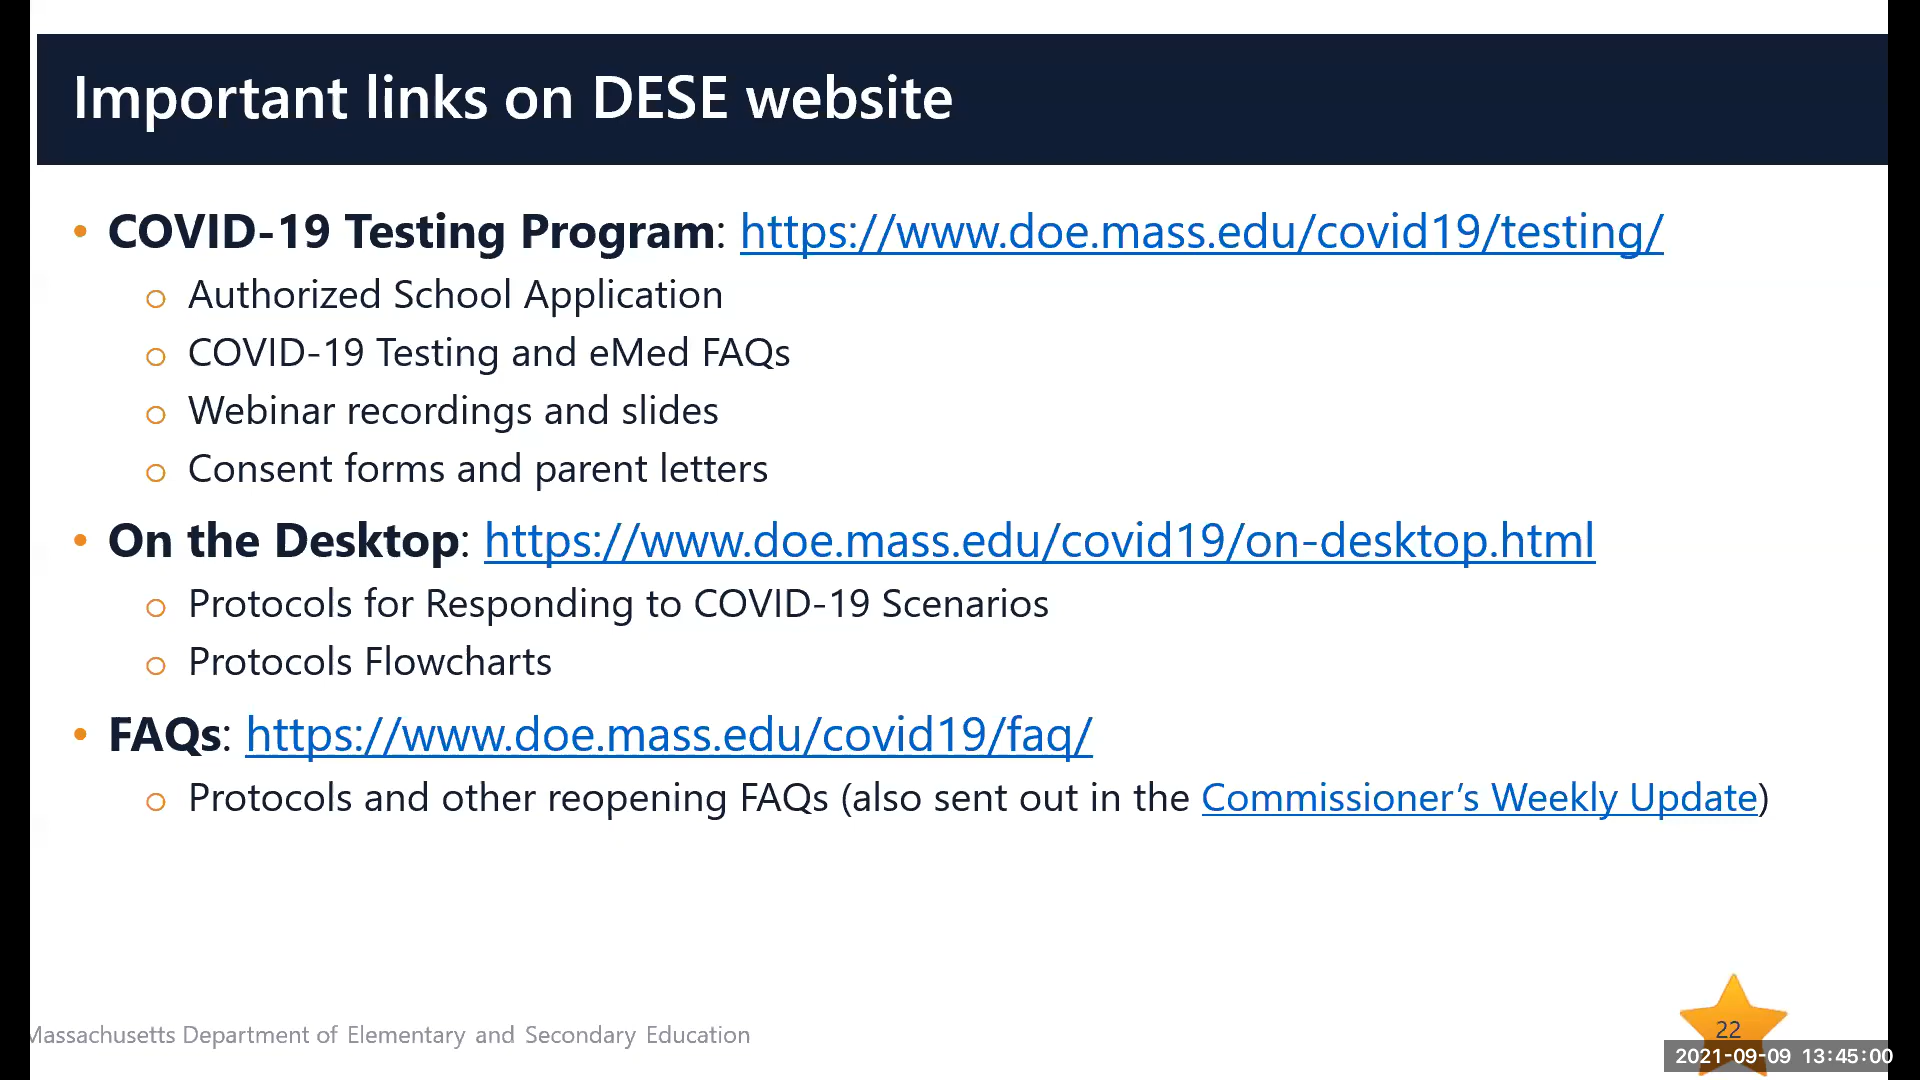 Important links on DESE website
• COVID-19 Testing Program: https://www.doe.mass.edu/covid19/testing/
o Authorized School Application
o COVID-19 Testing and eMed FAQs
o Webinar recordings and slides
o Consent forms and parent letters
• On the Desktop: https://www.doe.mass.edu/covid19/on-desktop.html
o Protocols for Responding to COVID-19 Scenarios
o Protocols Flowcharts
• FAQs: https://www.doe.mass.edu/covid19/faq/
o Protocols and other reopening FAQs (also sent out in the Commissioner’s Weekly Update)
Massachusetts Department of Elementary and Secondary Education
22
2021-09-09 13:45:00